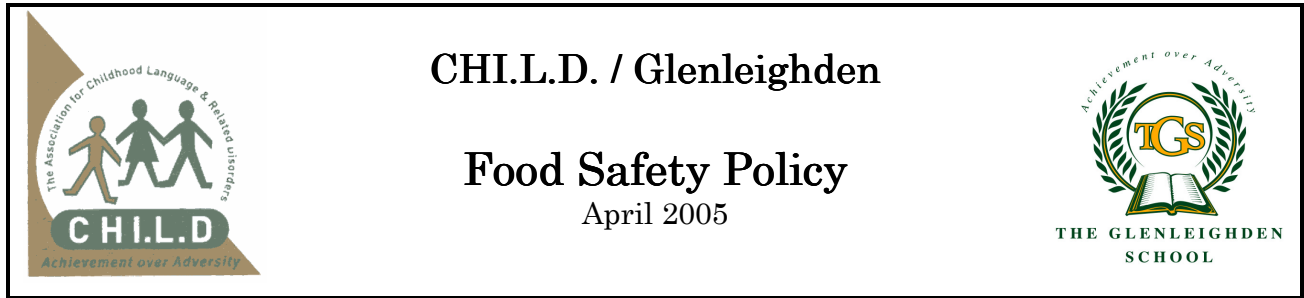 The Association for Childhood Language & Related Disorders
CHI.L.D
Achievement over Adversity
CHI.L.D. / Glenleighden
Food Safety Policy
April 2005
Achievement over Adversity
TGS
THE GLENLEIGHDEN
SCHOOL